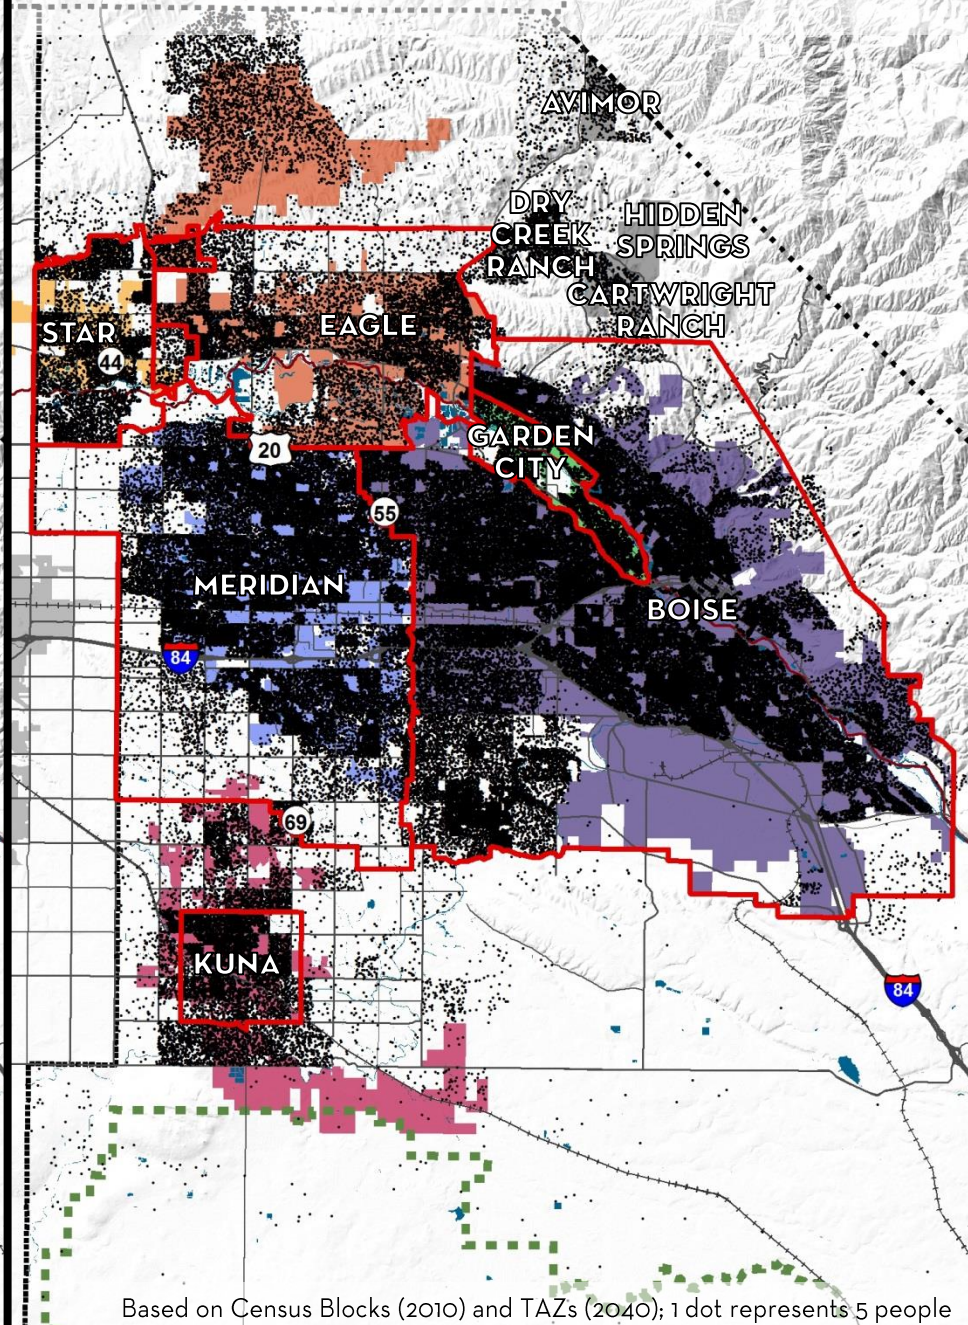 AVIMOR
DRY
CREEK
RANCH
HIDDEN
SPRINGS
CARTWRIGHT
RANCH
STAR
44
EAGLE
GARDEN
CITY
20
55
MERIDIAN
BOISE
84
69
KUNA
84
Based on Census Blocks (2010) and TAZs (2040); 1 dot represents 5 people